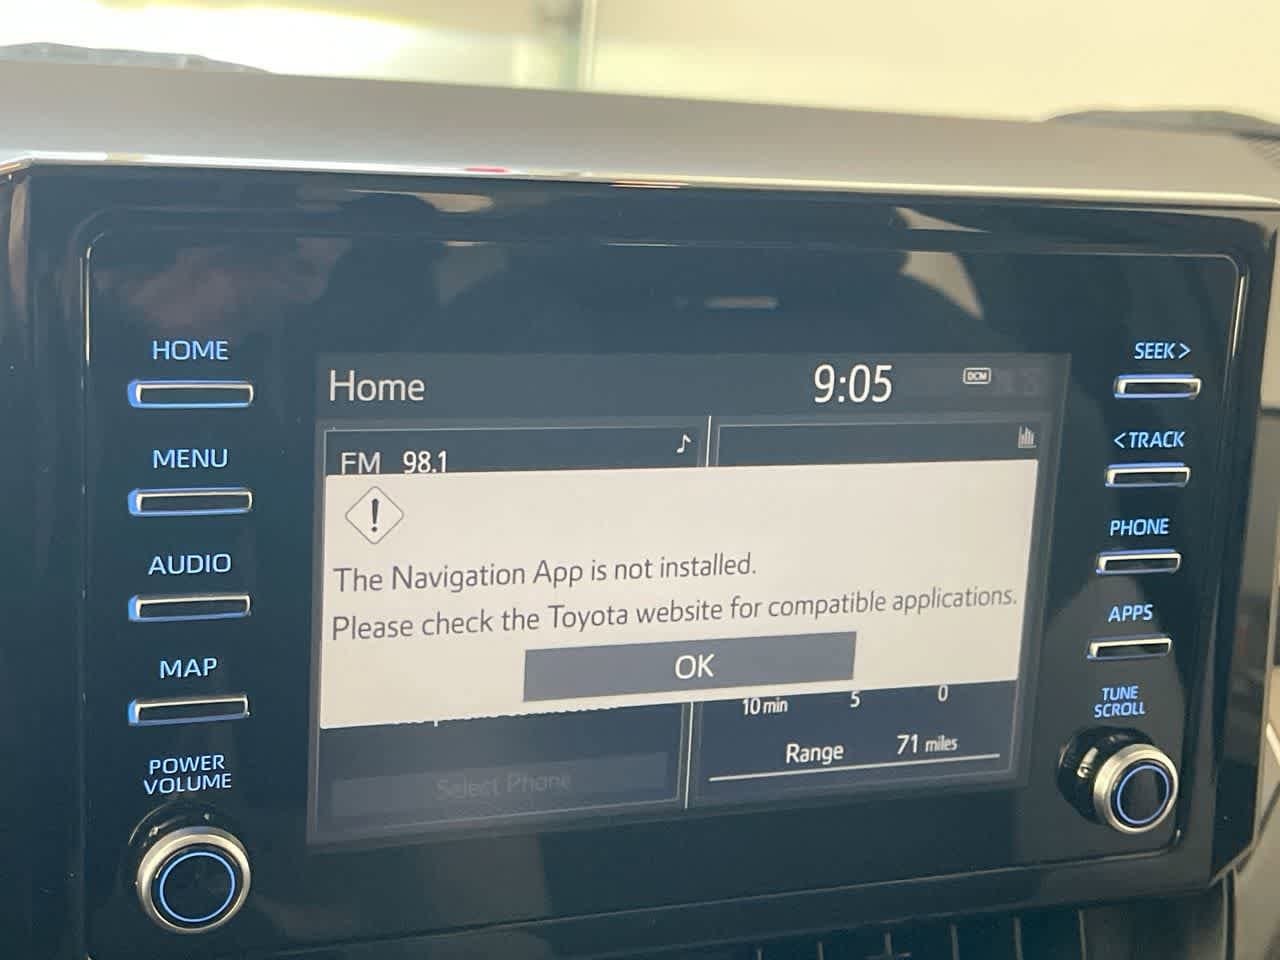 HOME
MENU
AUDIO
MAP
POWER
VOLUME
Home
9:05
DCM
FM 98.1
!
The Navigation App is not installed.
Please check the Toyota website for compatible applications.
OK
10 min 5 0
Range 71 miles
Select Phone
SEEK >
< TRACK
PHONE
APPS
TUNE
SCROLL